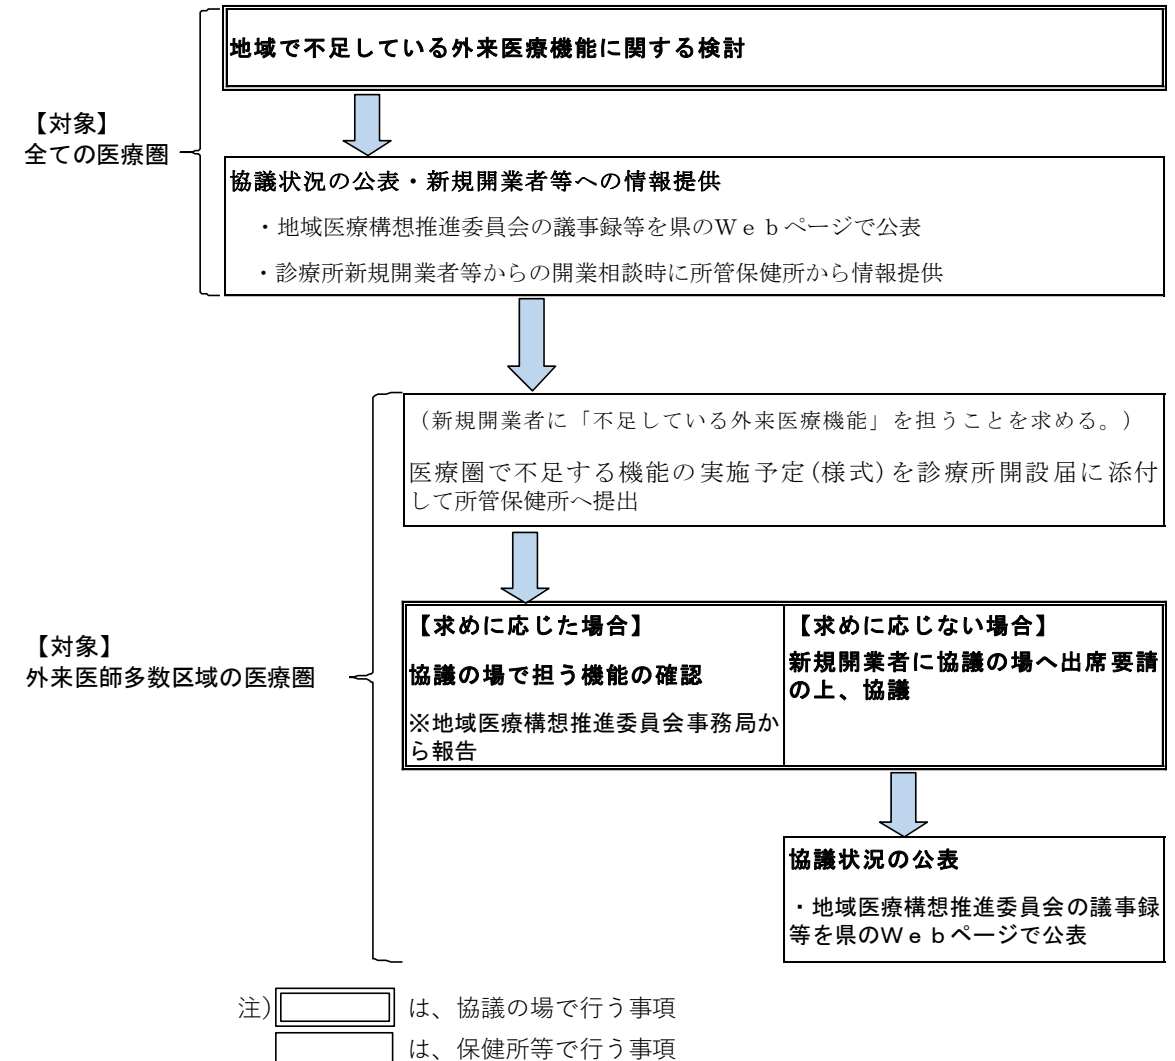 地域で不足している外来医療機能に関する検討
【対象】
全ての医療圏
協議状況の公表・新規開業者等への情報提供
・地域医療構想推進委員会の議事録等を県のＷｅｂページで公表
・診療所新規開業者等からの開業相談時に所管保健所から情報提供
（新規開業者に「不足している外来医療機能」を担うことを求める。）
医療圏で不足する機能の実施予定(様式)を診療所開設届に添付
して所管保健所へ提出
【対象】
外来医師多数区域の医療圏
【求めに応じた場合】
協議の場で担う機能の確認
※地域医療構想推進委員会事務局か
ら報告
【求めに応じない場合】
新規開業者に協議の場へ出席要請
の上、協議
協議状況の公表
・地域医療構想推進委員会の議事録
等を県のＷｅｂページで公表
注) は、協議の場で行う事項
は、保健所等で行う事項